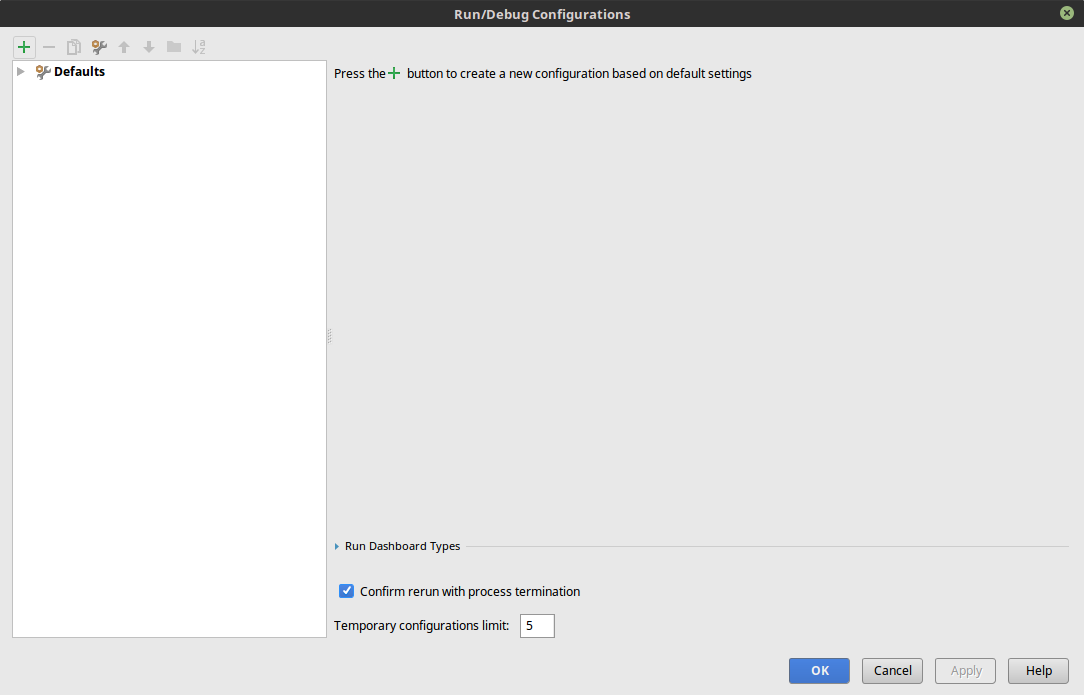 Run/Debug Configurations
Defaults
Press the + button to create a new configuration based on default settings
Run Dashboard Types
Confirm rerun with process termination
Temporary configurations limit: 5
OK Cancel Apply Help